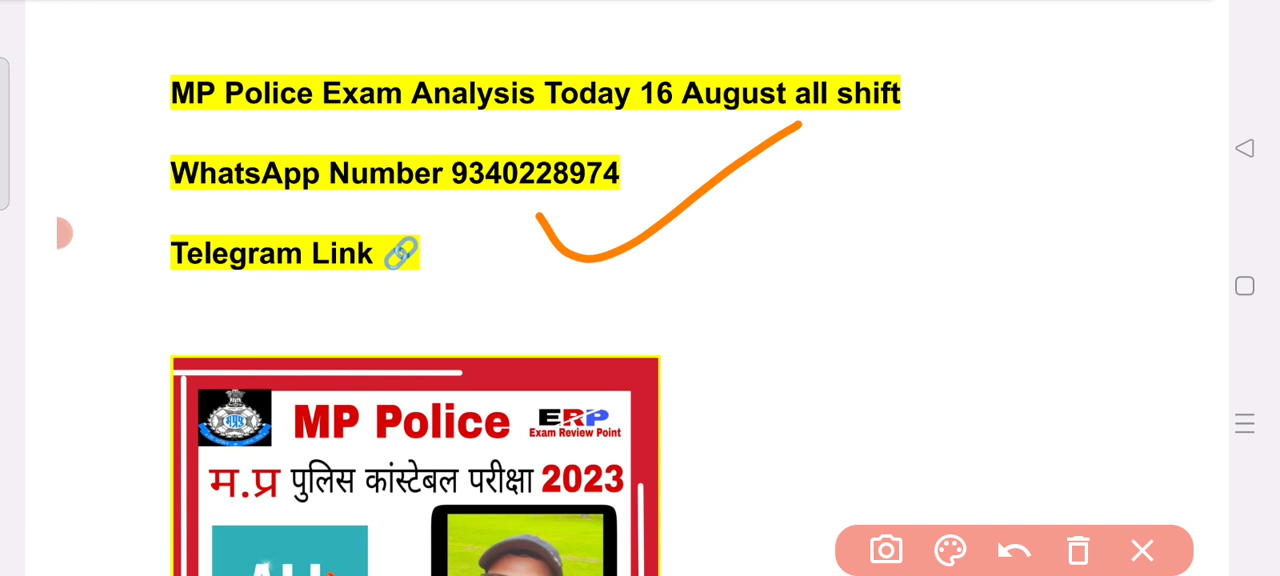 MP Police Exam Analysis Today 16 August all shift
WhatsApp Number 9340228974
Telegram Link 🔗
MP Police
ERP
Exam Review Point
म.प्र पुलिस कांस्टेबल परीक्षा 2023